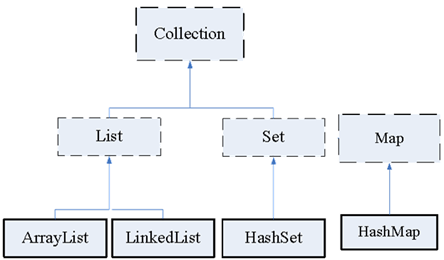 Collection
List
Set
Map
ArrayList
LinkedList
HashSet
HashMap